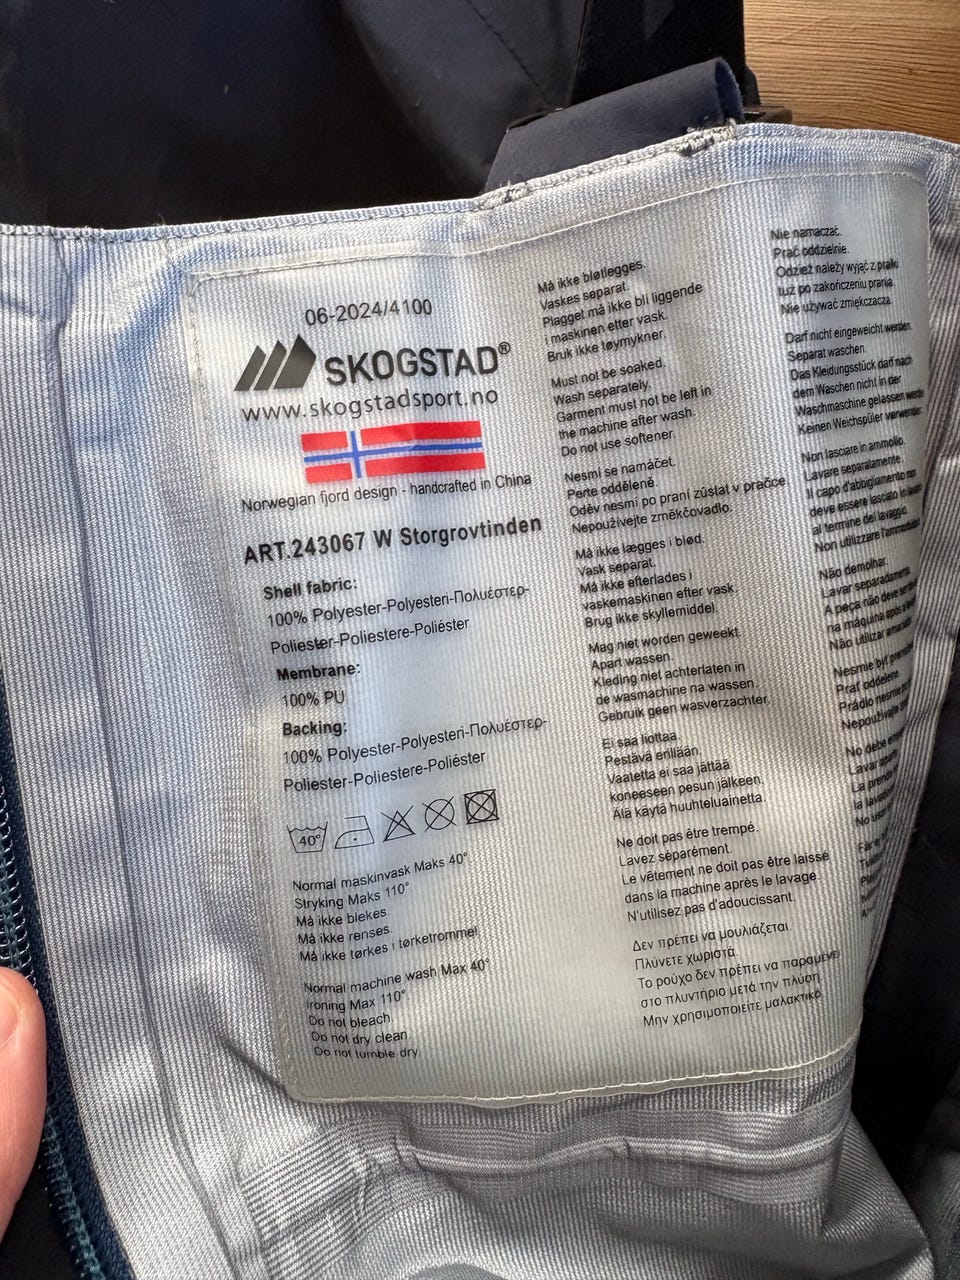 06-2024/4100
SKOGSTAD®
www.skogstadsport.no
Norwegian fjord design - handcrafted in China
ART.243067 W Storgrovtinden
Shell fabric:
100% Polyester-Polyesteri-Πολυέστερ-
Poliester-Poliestere-Poliéster
Membrane:
100% PU
Backing:
100% Polyester-Polyesteri-Πολυέστερ-
Poliester-Poliestere-Poliéster
40°
Normal maskinvask Maks 40°
Stryking Maks 110°
Må ikke blekes
Må ikke renses.
Må ikke tørkes i tørketrommel
Normal machine wash Max 40°
Ironing Max 110°
Do not bleach
Do not dry clean
Do not tumble dry
Må ikke bløtlegges.
Vaskes separat.
Plagget må ikke bli liggende
i maskinen etter vask.
Bruk ikke tøymykner.
Must not be soaked.
Wash separately.
Garment must not be left in
the machine after wash.
Do not use softener.
Nesmí se namáčet.
Perte odděleně.
Oděv nesmí po praní zůstat v pračce
Nepoužívejte změkčovadlo.
Må ikke lægges i blød.
Vask separat.
Må ikke efterlades i
vaskemaskinen efter vask.
Brug ikke skyllemiddel.
Mag niet worden geweekt.
Apart wassen.
Kleding niet achterlaten in
de wasmachine na wassen
Gebruik geen wasverzachter.
Ei saa liottaa.
Pestävä erillään.
Vaatetta ei saa jättää
koneeseen pesun jälkeen.
Älä käytä huuhteluainetta.
Ne doit pas être trempé.
Lavez séparément.
Le vêtement ne doit pas être laissé
dans la machine après le lavage.
N'utilisez pas d'adoucissant.
Δεν πρέπει να μουλιάζεται.
Πλύνετε χωριστά.
Το ρούχο δεν πρέπει να παραμένει
στο πλυντήριο μετά την πλύση.
Μην χρησιμοποιείτε μαλακτικό
Nie namaczać.
Prać oddzielnie.
Odzież należy wyjąć z pralki
tuż po zakończeniu prania.
Nie używać zmiękczacza.
Darf nicht eingeweicht werden.
Separat waschen.
Das Kleidungsstück darf nach
dem Waschen nicht in der
Waschmaschine gelassen werden
Keinen Weichspüler verwenden
Non lasciare in ammollo.
Lavare separatamente.
Il capo d'abbigliamento non
deve essere lasciato in
al termine del lavaggio.
Non utilizzare
Não demolhar.
Lavar separadamente.
A peça não deve
na máquina após
Não utilizar
Nesmie byť
Prať oddelene.
Prádlo
Nepoužívajte
No debe
Lavar
La prenda
la
No